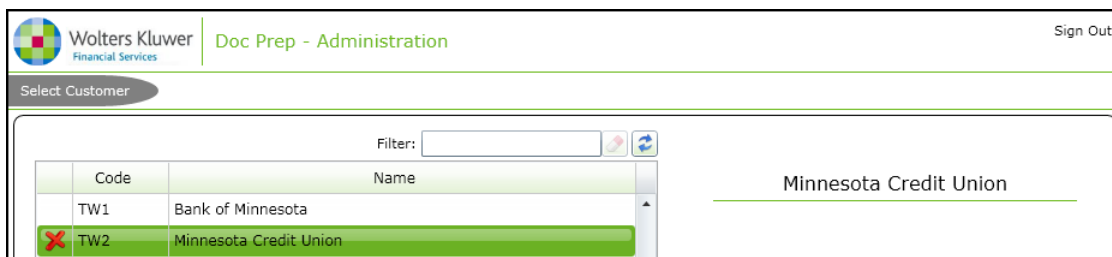 Wolters Kluwer
Financial Services
Doc Prep - Administration
Sign Out
Select Customer
Filter:
Code Name
TW1 Bank of Minnesota
TW2 Minnesota Credit Union
Minnesota Credit Union